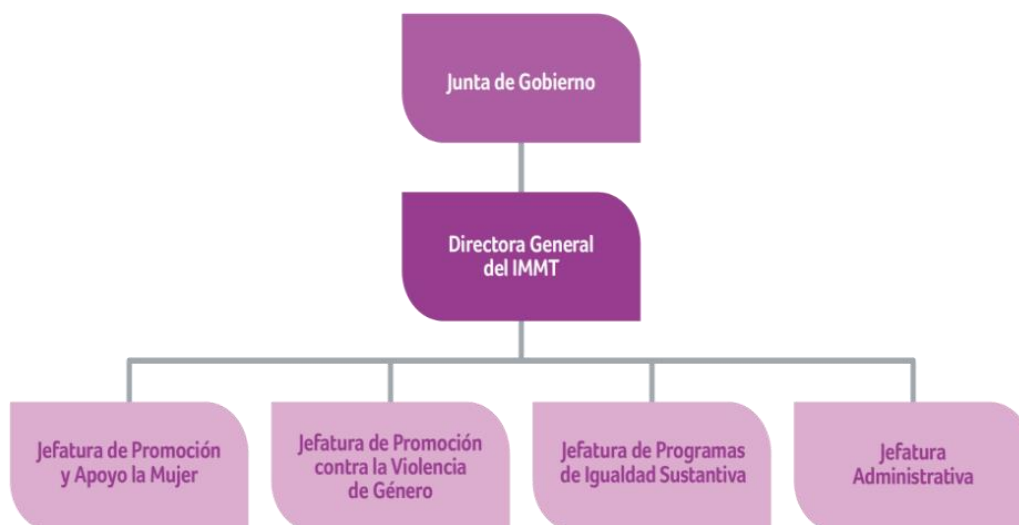 Junta de Gobierno
Directora General
del IMMT
Jefatura de Promoción
y Apoyo la Mujer
Jefatura de Promoción
contra la Violencia
de Género
Jefatura de Programas
de Igualdad Sustantiva
Jefatura
Administrativa